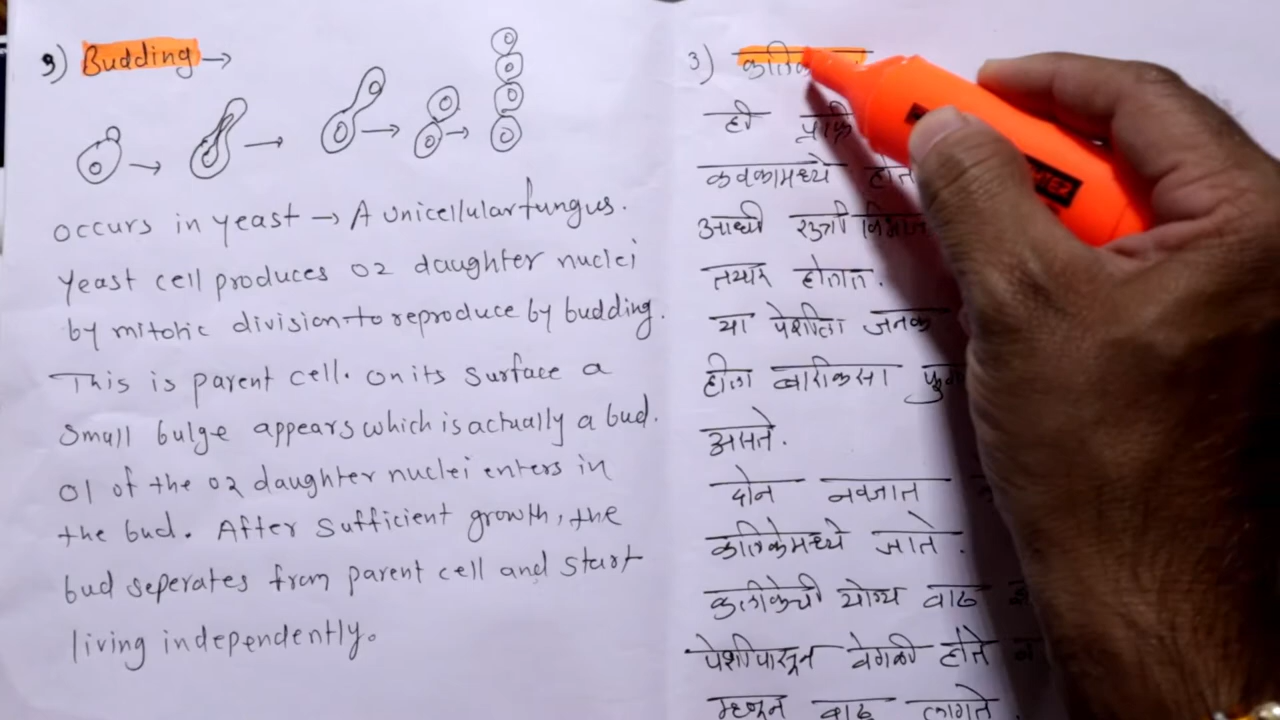 ३) Budding →
occurs in yeast → A unicellular fungus.
Yeast cell produces 02 daughter nuclei
by mitotic division to reproduce by budding.
This is parent cell. On its surface a
small bulge appears which is actually a bud.
01 of the 02 daughter nuclei enters in
the bud. After sufficient growth, the
bud seperates from parent cell and start
living independently.
३)
ही
कवकामध्ये
आधी
तयार होतात.
या पेशीला जनक
होला बारीकसा
असते.
दोन नवजात
कलिकेमध्ये जाते.
कलिकेची योग्य वाढ
पेशीपासून वेगळी होते
म्हणून वाढ लागते.